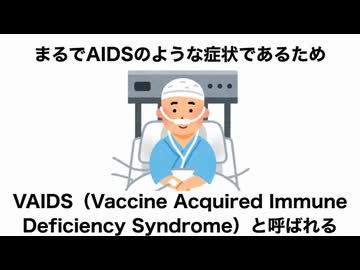 まるでAIDSのような症状であるため
VAIDS（Vaccine Acquired Immune
Deficiency Syndrome）と呼ばれる